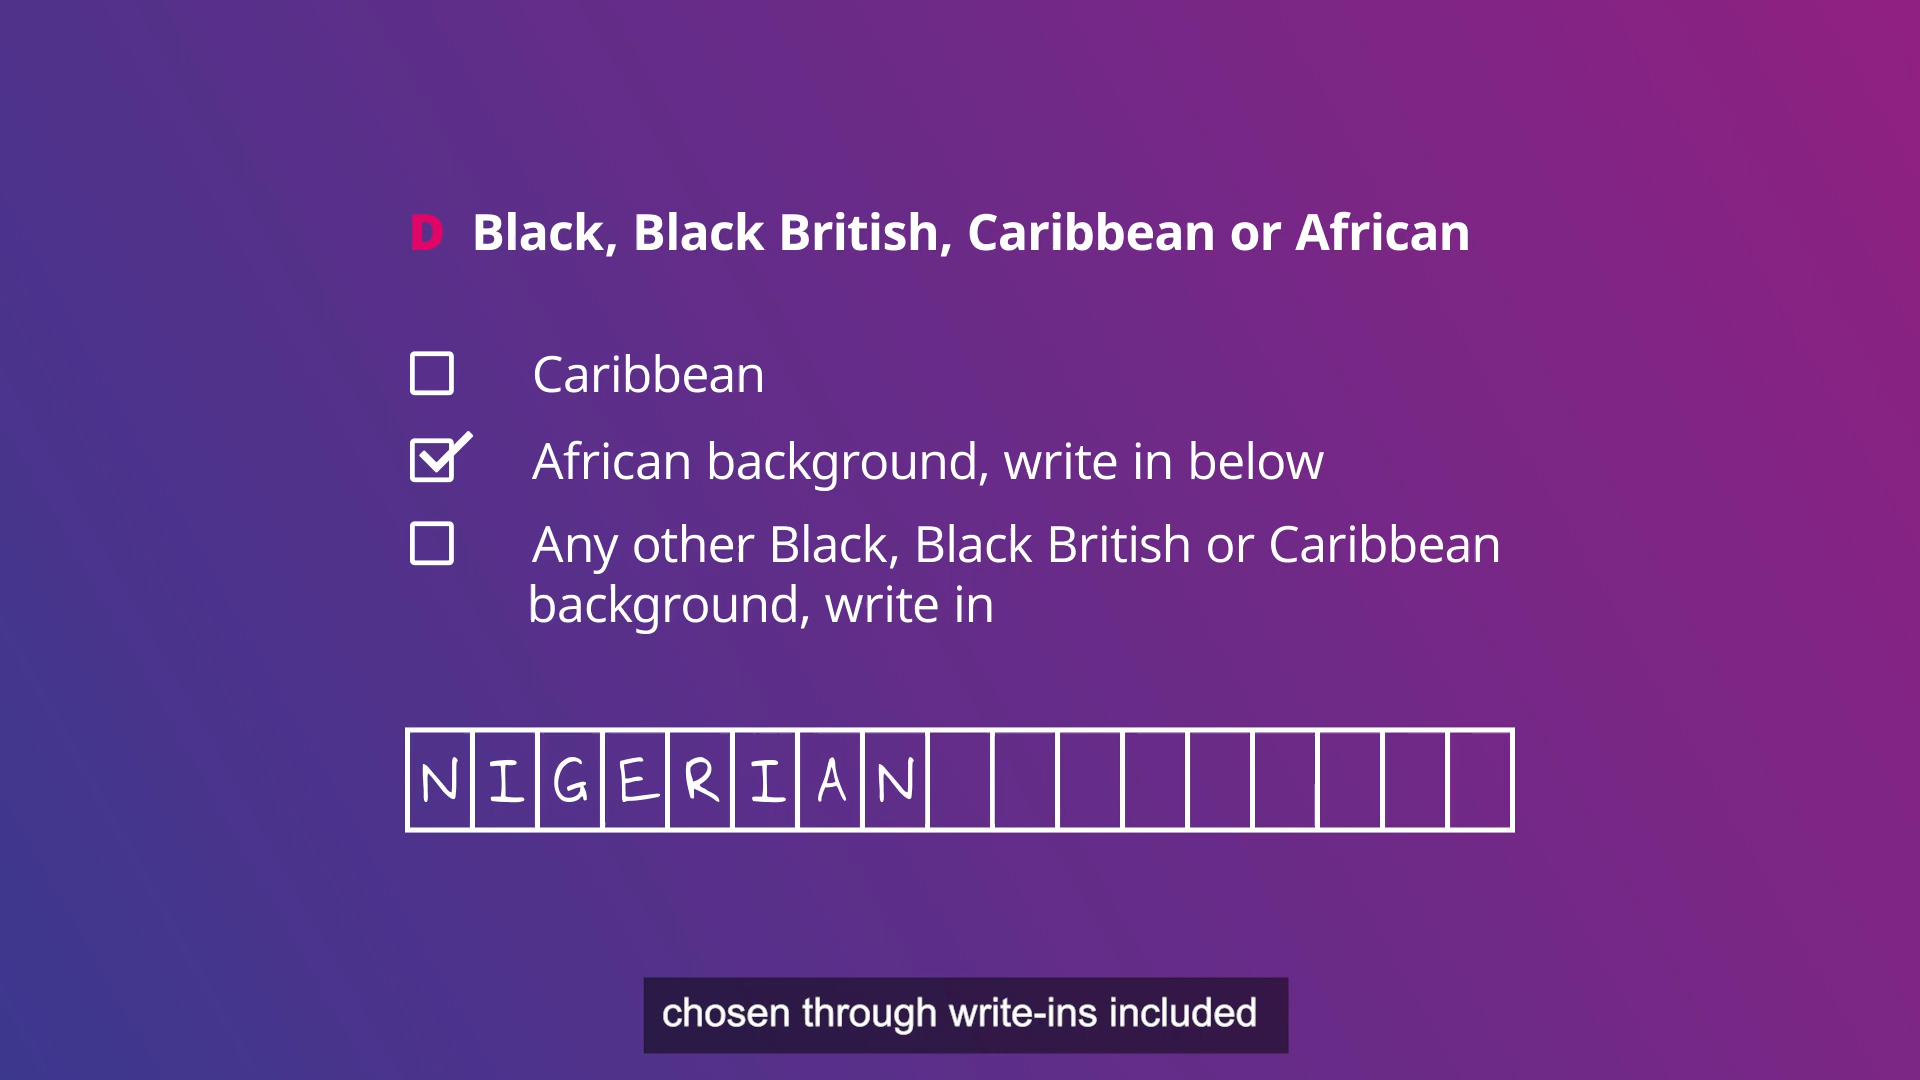 D Black, Black British, Caribbean or African
Caribbean
African background, write in below
Any other Black, Black British or Caribbean
background, write in
NIGERIAN
chosen through write-ins included